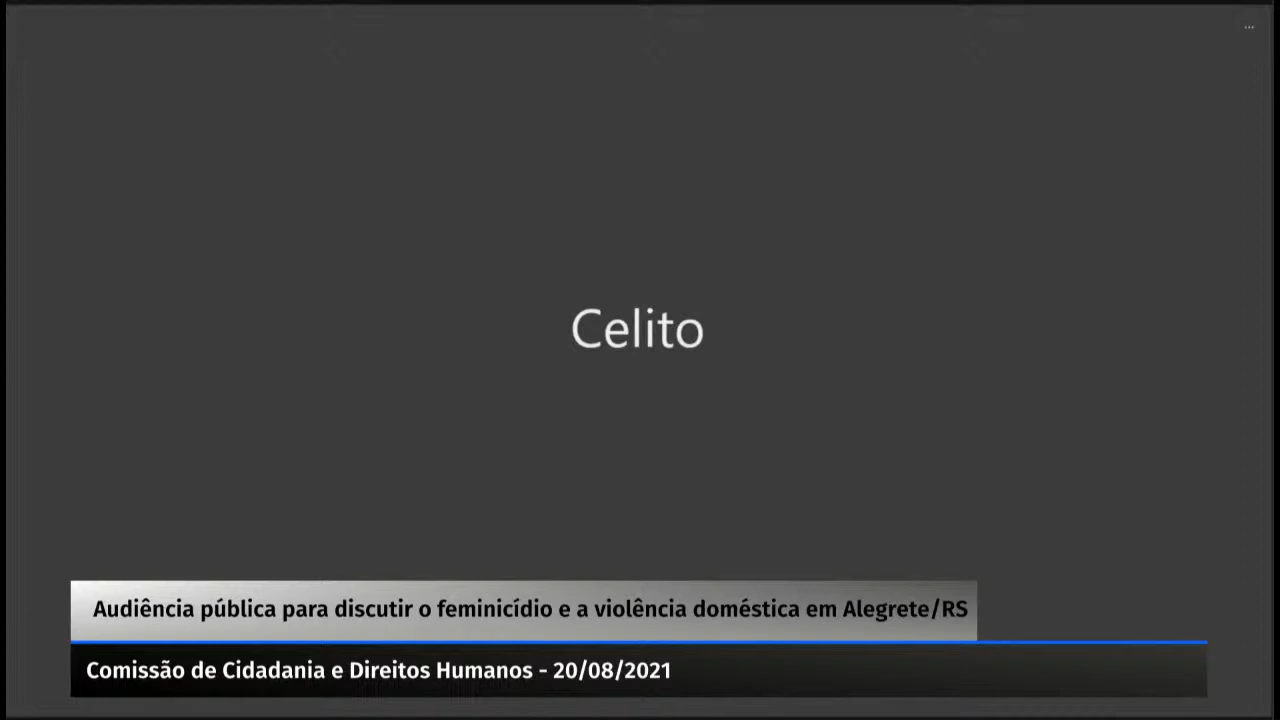 ...
Celito
Audiência pública para discutir o feminicídio e a violência doméstica em Alegrete/RS
Comissão de Cidadania e Direitos Humanos - 20/08/2021